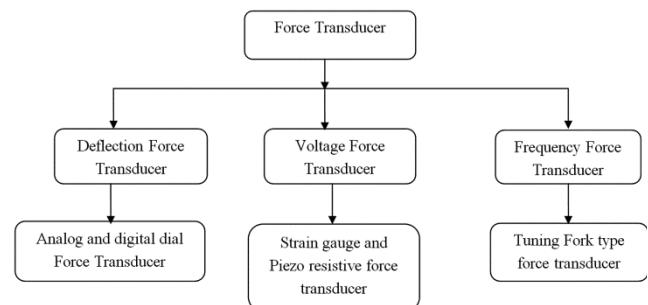 Force Transducer
Deflection Force
Transducer
Voltage Force
Transducer
Frequency Force
Transducer
Analog and digital dial
Force Transducer
Strain gauge and
Piezo resistive force
transducer
Tuning Fork type
force transducer